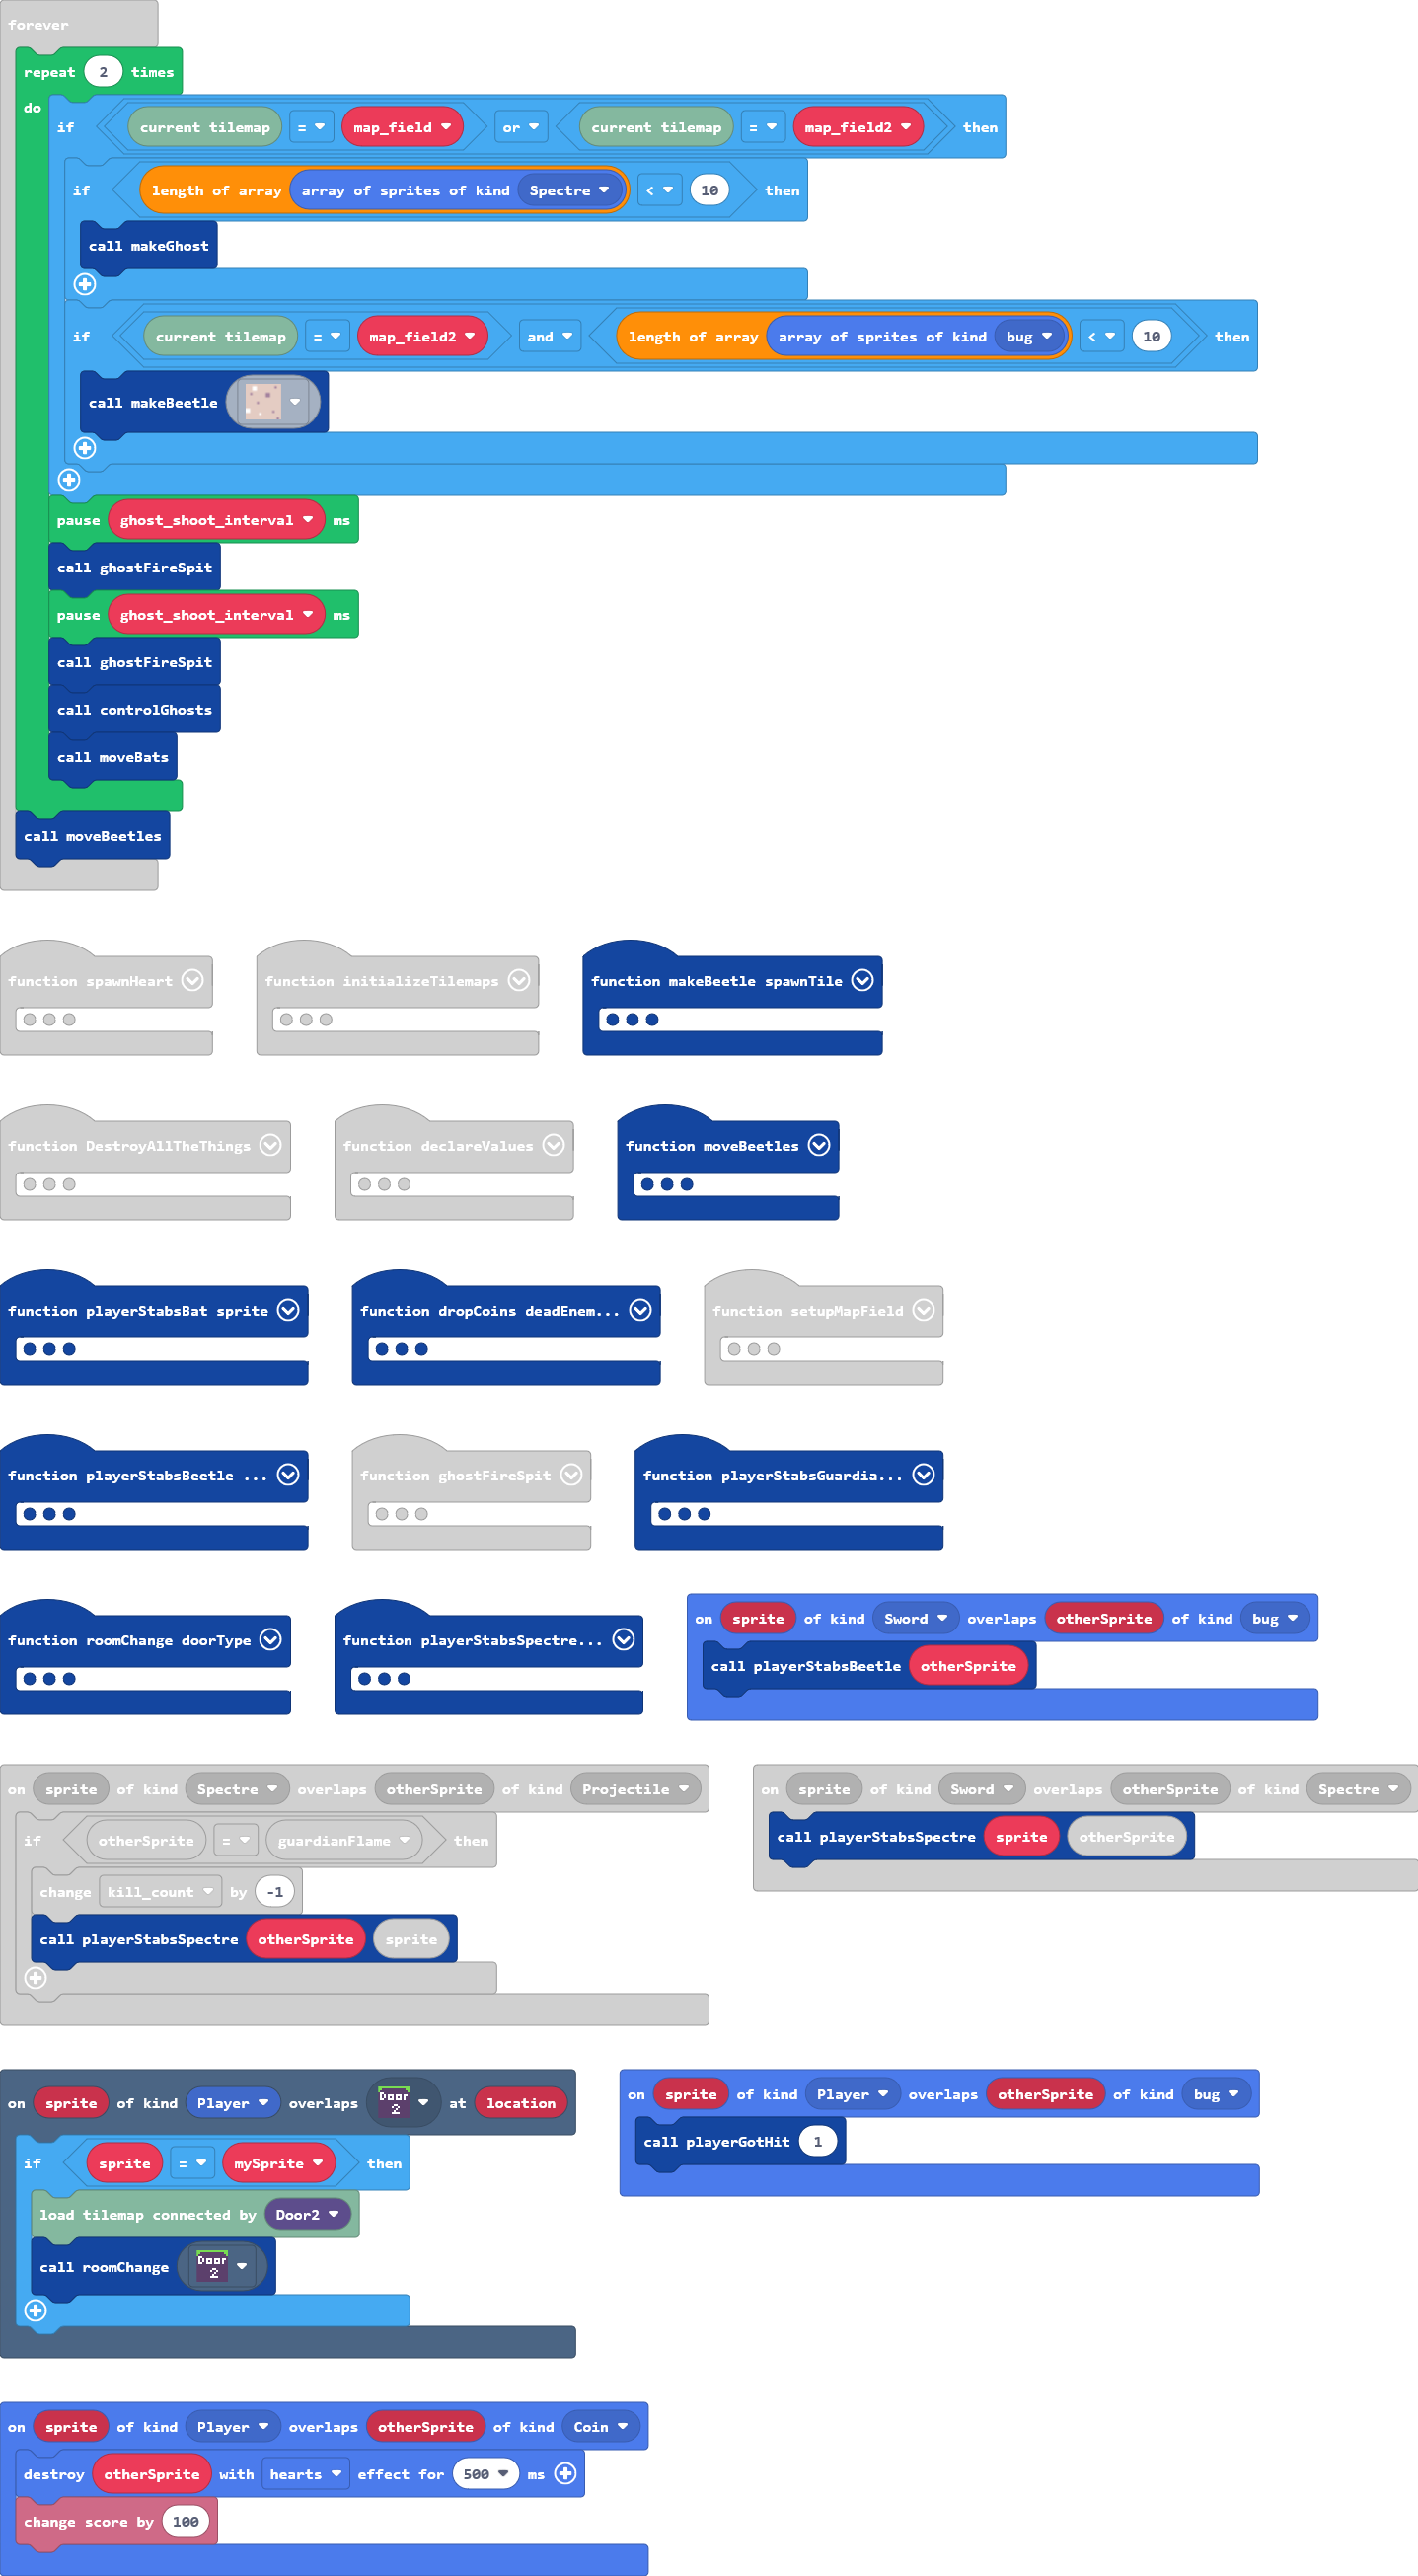 forever
repeat 2 times
do
if current tilemap = map_field or current tilemap = map_field2 then
if length of array array of sprites of kind Spectre < 10 then
call makeGhost
if current tilemap = map_field2 and length of array array of sprites of kind bug < 10 then
call makeBeetle
pause ghost_shoot_interval ms
call ghostFireSpit
pause ghost_shoot_interval ms
call ghostFireSpit
call controlGhosts
call moveBats
call moveBeetles
function spawnHeart
function initializeTilemaps
function makeBeetle spawnTile
function DestroyAllTheThings
function declareValues
function moveBeetles
function playerStabsBat sprite
function dropCoins deadEnem...
function setupMapField
function playerStabsBeetle ...
function ghostFireSpit
function playerStabsGuardia...
function roomChange doorType
function playerStabsSpectre...
on sprite of kind Sword overlaps otherSprite of kind bug
call playerStabsBeetle otherSprite
on sprite of kind Spectre overlaps otherSprite of kind Projectile
if otherSprite = guardianFlame then
change kill_count by -1
call playerStabsSpectre otherSprite sprite
on sprite of kind Sword overlaps otherSprite of kind Spectre
call playerStabsSpectre sprite otherSprite
on sprite of kind Player overlaps Door 2 at location
if sprite = mySprite then
load tilemap connected by Door2
call roomChange Door 2
on sprite of kind Player overlaps otherSprite of kind bug
call playerGotHit 1
on sprite of kind Player overlaps otherSprite of kind Coin
destroy otherSprite with hearts effect for 500 ms
change score by 100